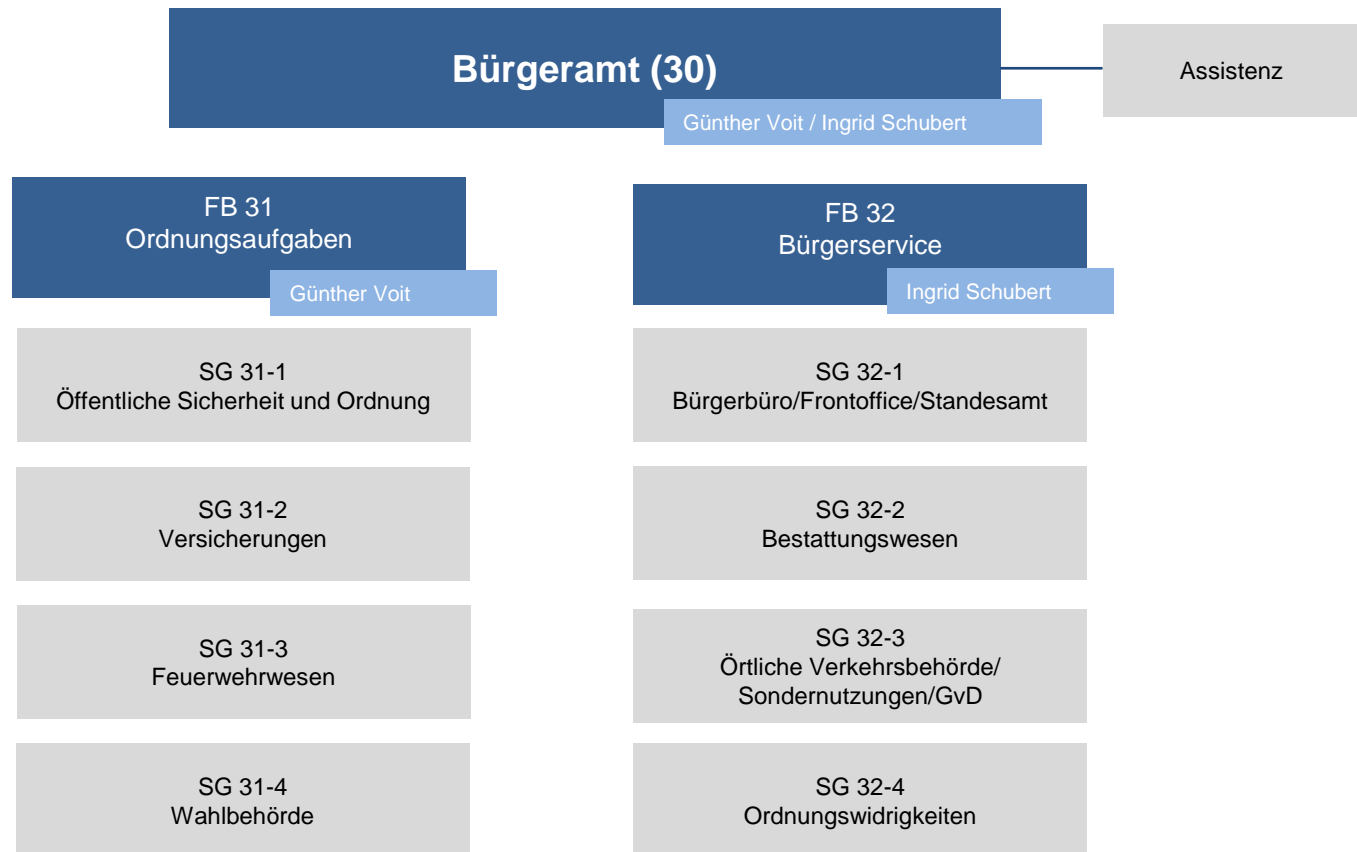 Bürgeramt (30)
Assistenz
Günther Voit / Ingrid Schubert
FB 31
Ordnungsaufgaben
Günther Voit
SG 31-1
Öffentliche Sicherheit und Ordnung
SG 31-2
Versicherungen
SG 31-3
Feuerwehrwesen
SG 31-4
Wahlbehörde
FB 32
Bürgerservice
Ingrid Schubert
SG 32-1
Bürgerbüro/Frontoffice/Standesamt
SG 32-2
Bestattungswesen
SG 32-3
Örtliche Verkehrsbehörde/
Sondernutzungen/GvD
SG 32-4
Ordnungswidrigkeiten